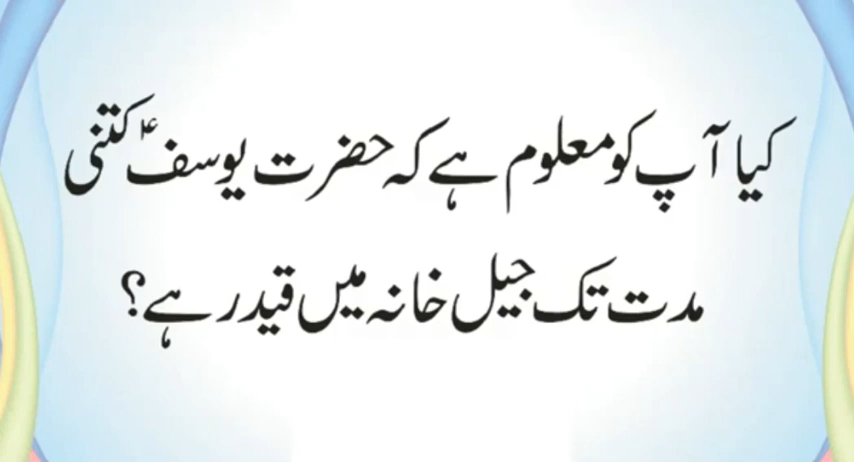 کیا آپ کو معلوم ہے کہ حضرت یوسفؑ کتنی
مدت تک جیل خانہ میں قید رہے؟